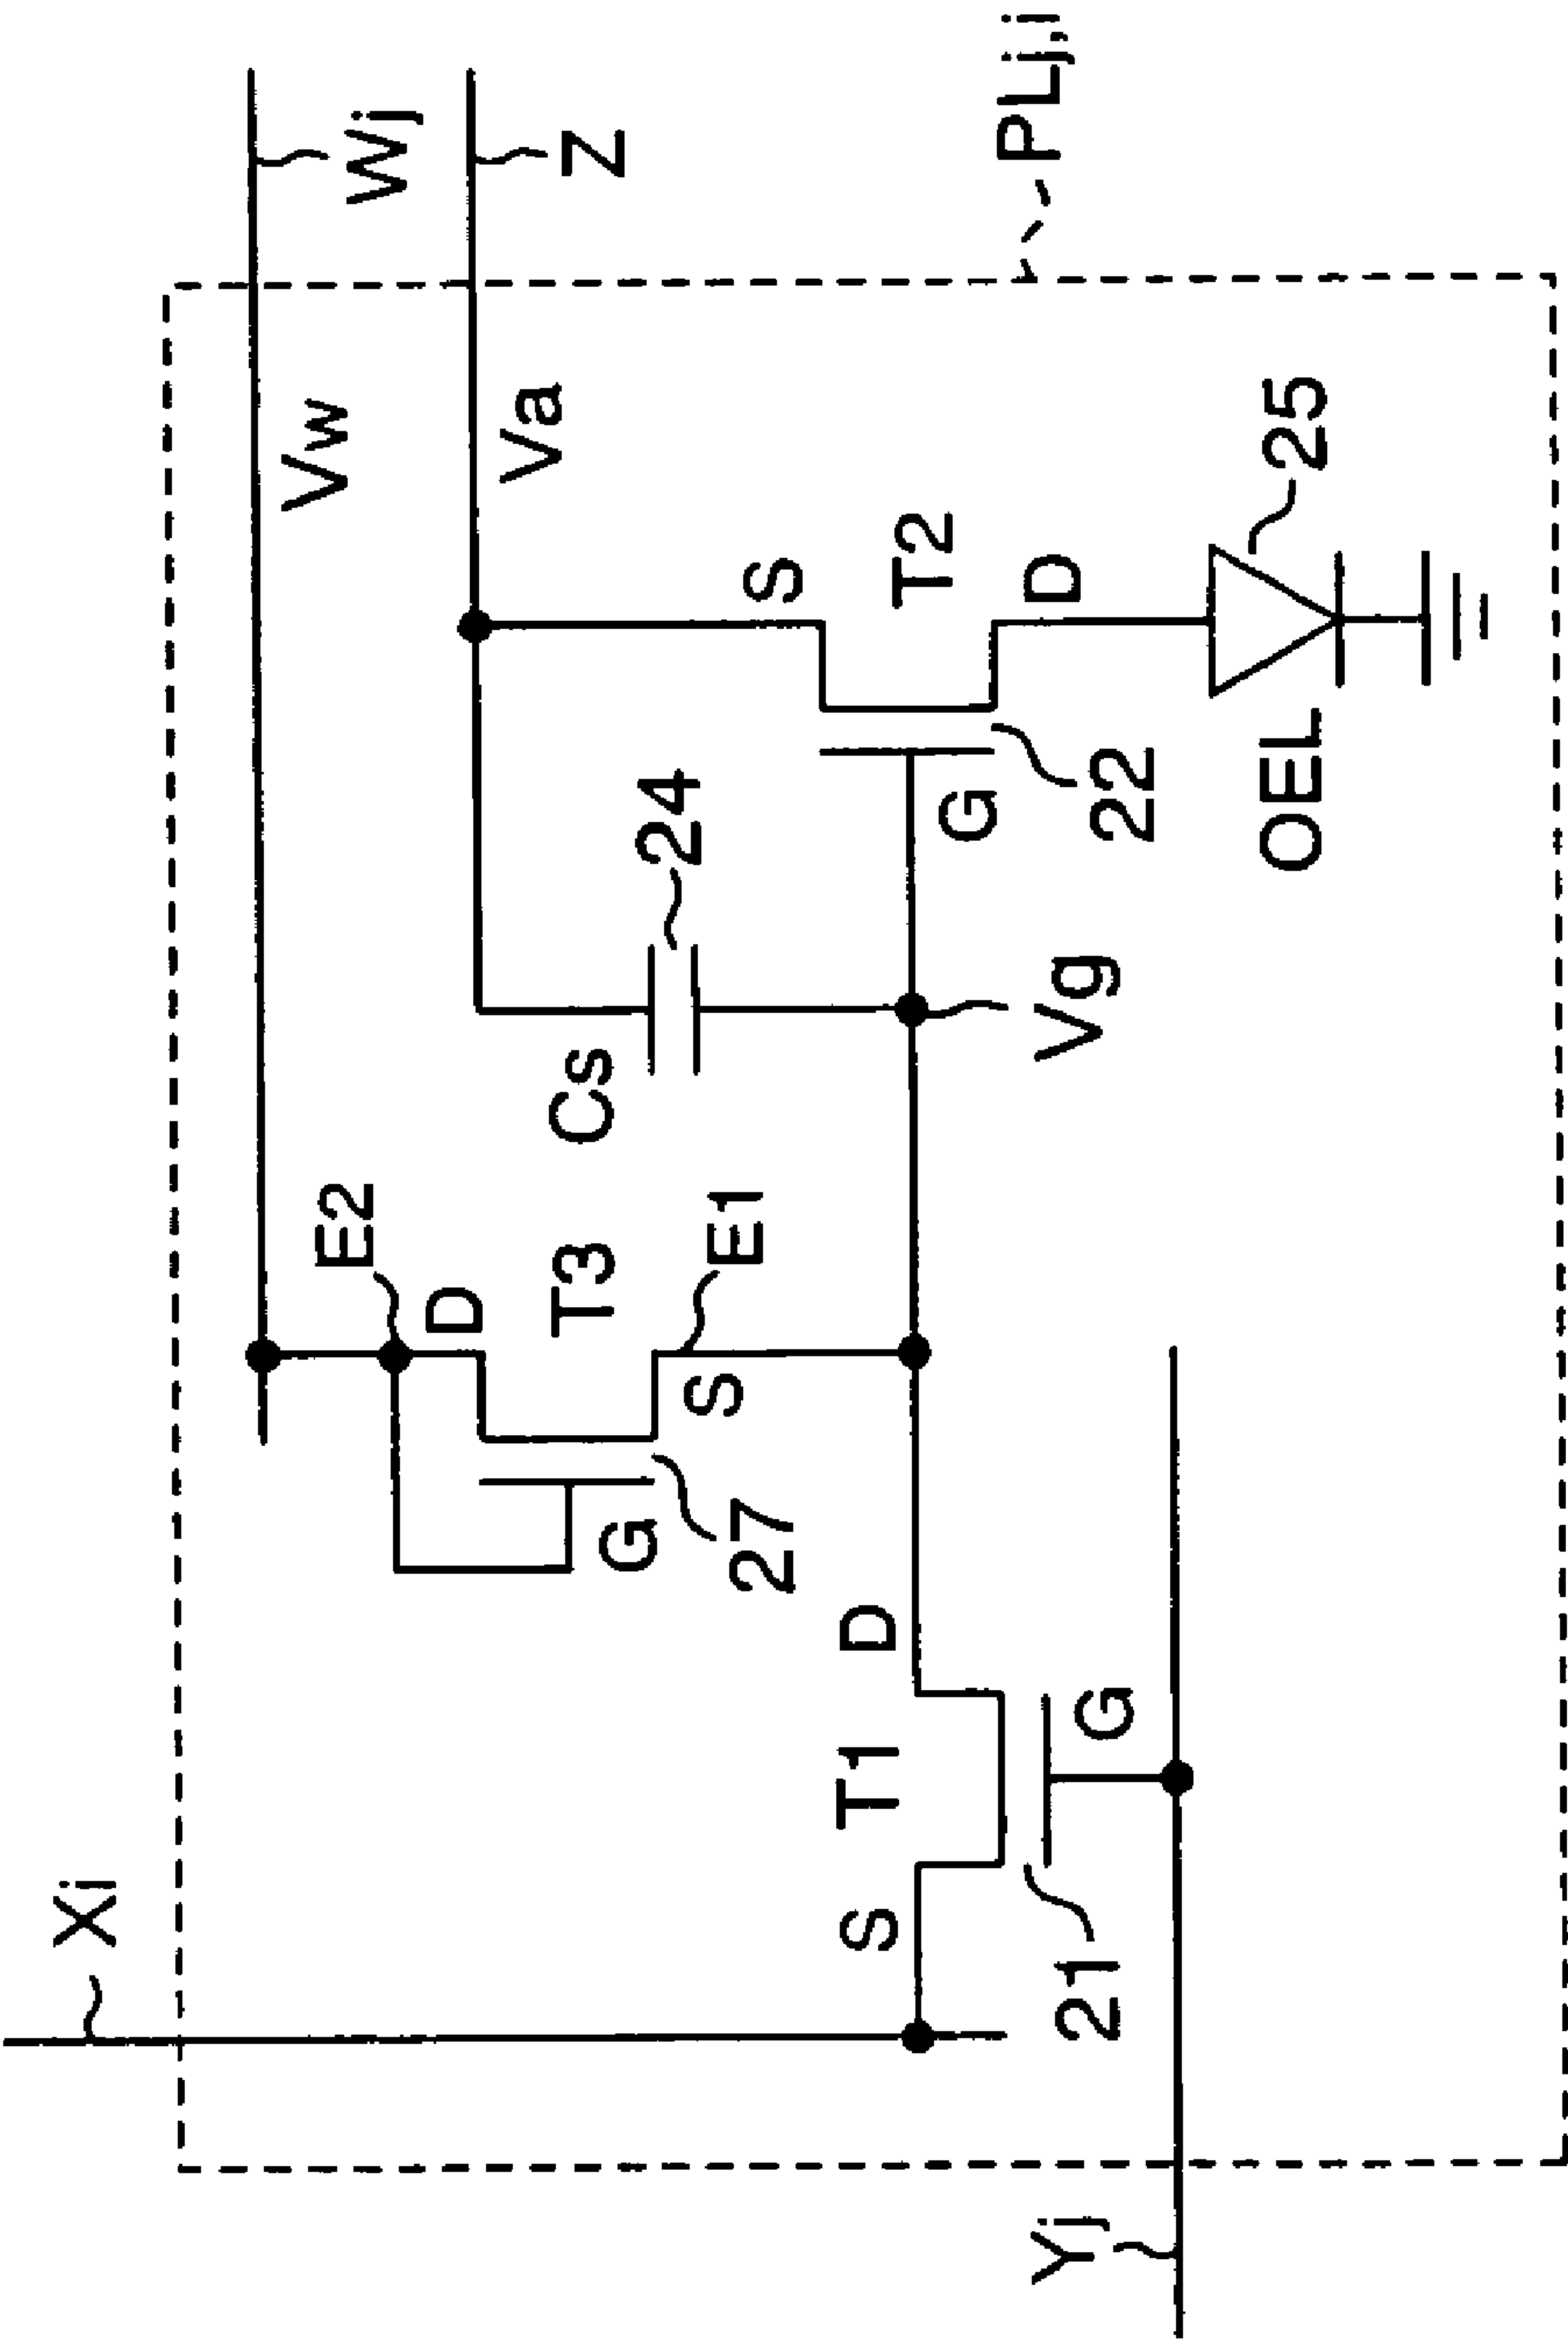 Xi
Wj
Vw
Z
Va
E2
D
T3
G
S
E1
27
Cs
24
S
T2
D
G
22
Vg
S
T1
D
G
21
Yj
OEL
25
PLj,i